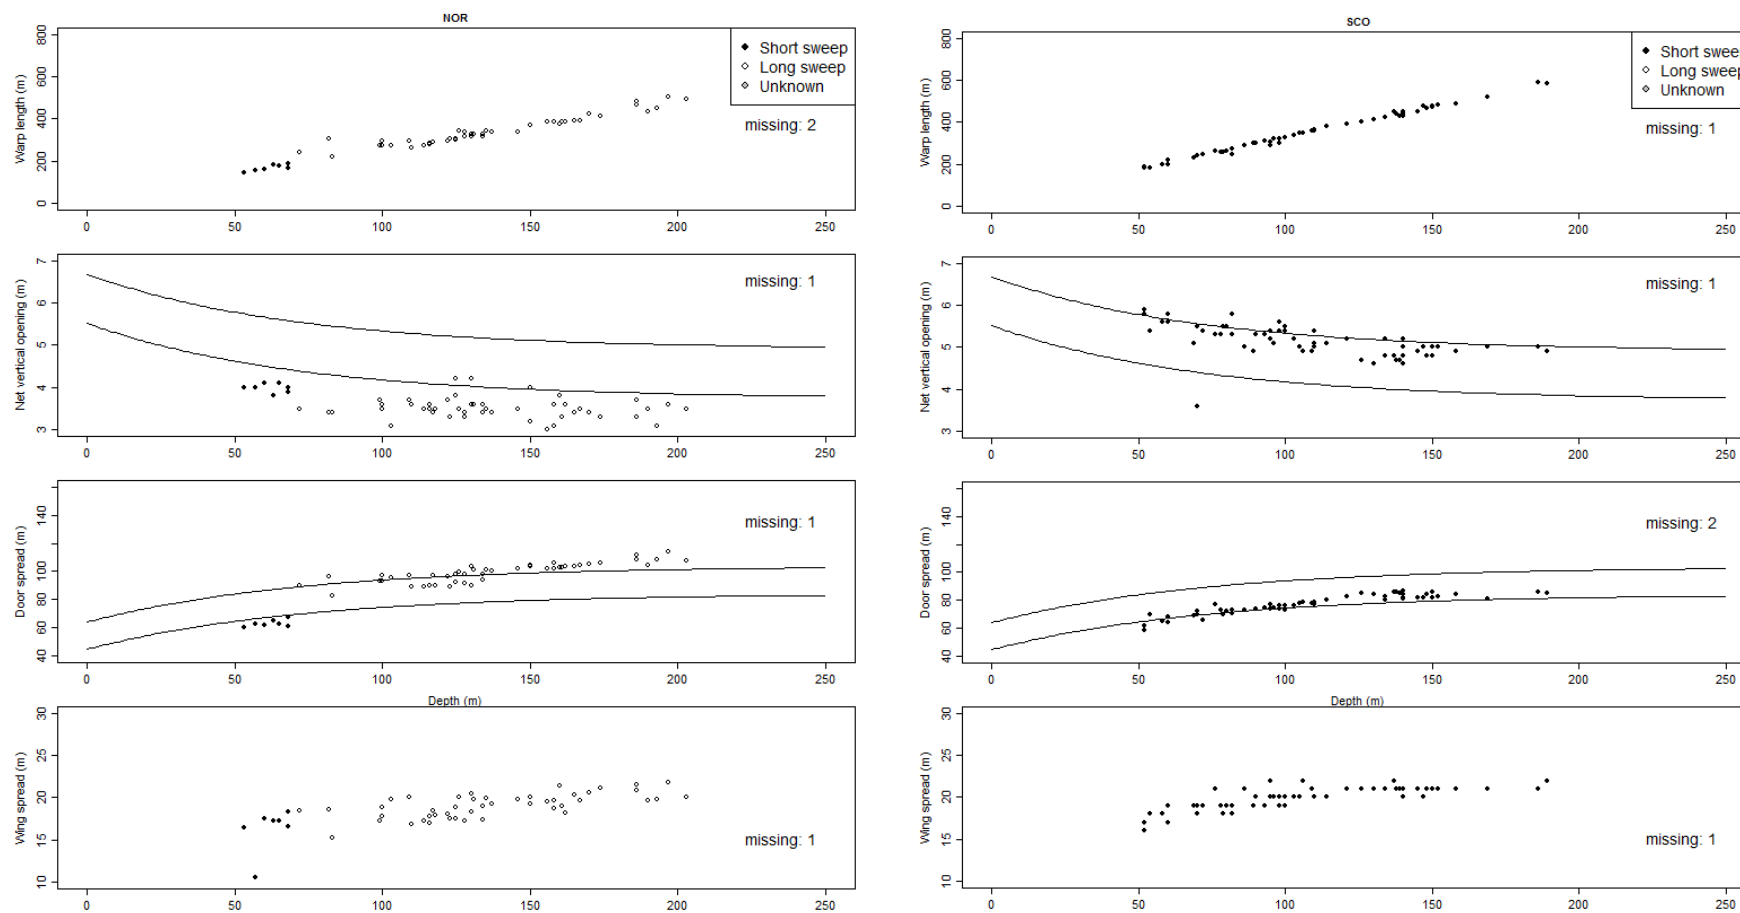 NOR
Warp length (m)
0 200 400 600 800
Short sweep
Long sweep
Unknown
missing: 2
0 50 100 150 200 250
Net vertical opening (m)
3 4 5 6 7
missing: 1
0 50 100 150 200 250
Door spread (m)
40 60 80 100 140
missing: 1
0 50 100 150 200 250
Depth (m)
Wing spread (m)
10 15 20 25 30
missing: 1
0 50 100 150 200 250
SCO
Warp length (m)
0 200 400 600 800
Short swee
Long sweep
Unknown
missing: 1
0 50 100 150 200 250
Net vertical opening (m)
3 4 5 6 7
missing: 1
0 50 100 150 200 250
Door spread (m)
40 60 80 100 140
missing: 2
0 50 100 150 200 250
Depth (m)
Wing spread (m)
10 15 20 25 30
missing: 1
0 50 100 150 200 250